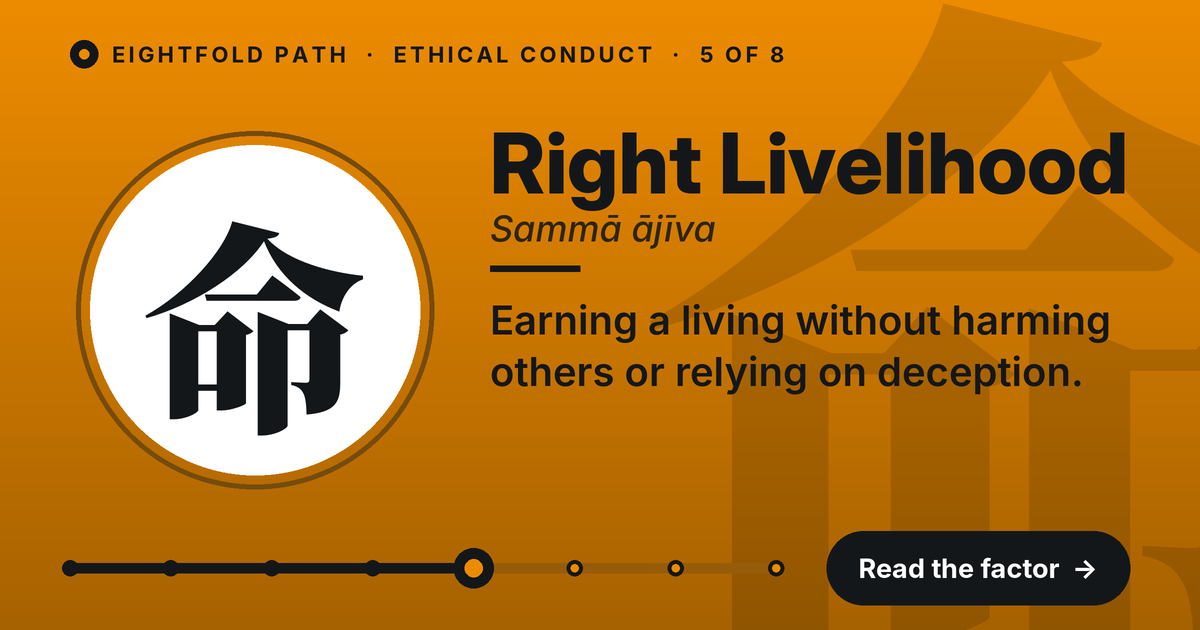 EIGHTFOLD PATH · ETHICAL CONDUCT · 5 OF 8
命
Right Livelihood
Sammā ājīva
Earning a living without harming
others or relying on deception.
Read the factor →